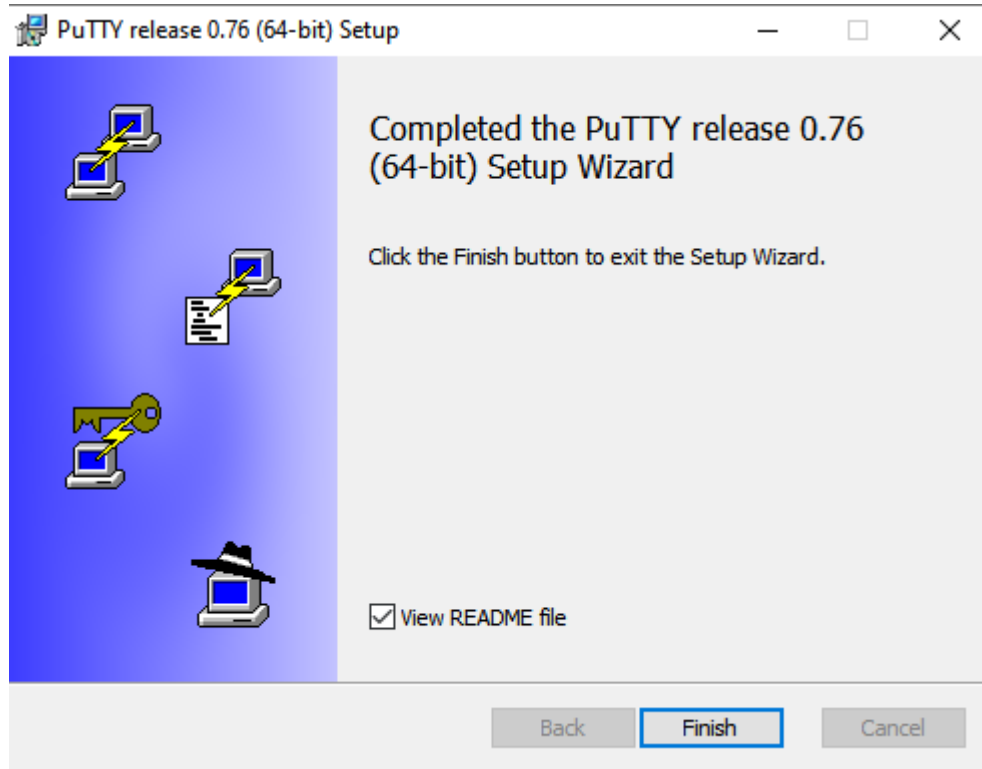 PuTTY release 0.76 (64-bit) Setup
Completed the PuTTY release 0.76
(64-bit) Setup Wizard
Click the Finish button to exit the Setup Wizard.
View README file
Back Finish Cancel